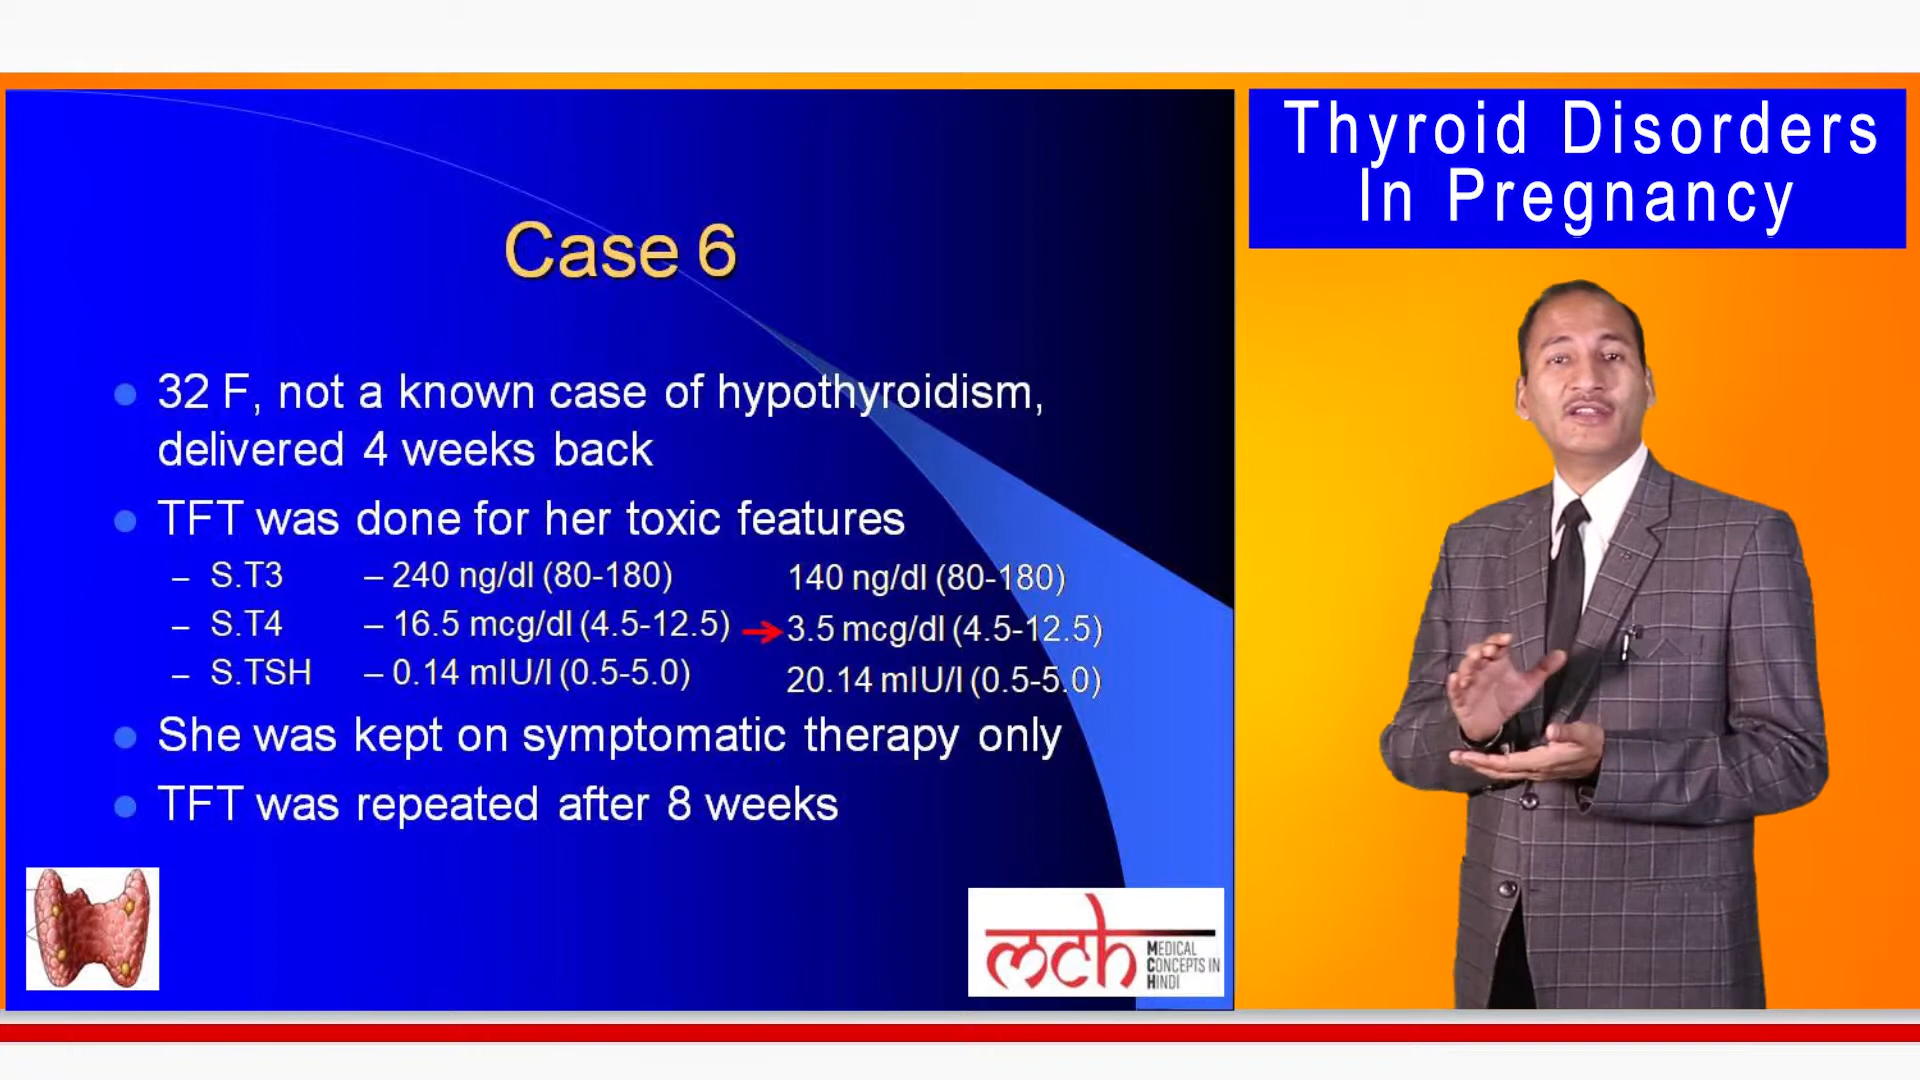 Thyroid Disorders
In Pregnancy
Case 6
32 F, not a known case of hypothyroidism,
delivered 4 weeks back
TFT was done for her toxic features
– S.T3 – 240 ng/dl (80-180) 140 ng/dl (80-180)
– S.T4 – 16.5 mcg/dl (4.5-12.5) → 3.5 mcg/dl (4.5-12.5)
– S.TSH – 0.14 mIU/l (0.5-5.0) 20.14 mIU/l (0.5-5.0)
She was kept on symptomatic therapy only
TFT was repeated after 8 weeks
mch
MEDICAL
CONCEPTS IN
HINDI